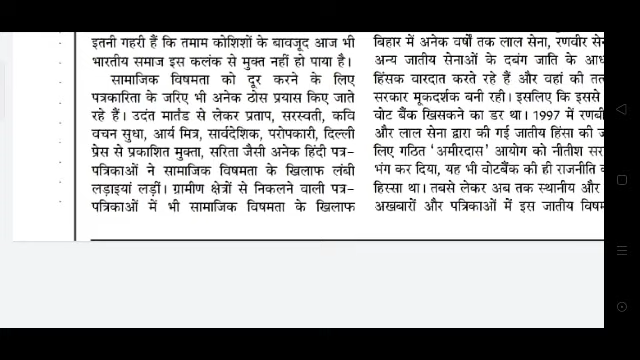 इतनी गहरी हैं कि तमाम कोशिशों के बावजूद आज भी
भारतीय समाज इस कलंक से मुक्त नहीं हो पाया है।
सामाजिक विषमता को दूर करने के लिए
पत्रकारिता के जरिए भी अनेक ठोस प्रयास किए जाते
रहे हैं। उदंत मार्तंड से लेकर प्रताप, सरस्वती, कवि
वचन सुधा, आर्य मित्र, सार्वदेशिक, परोपकारी, दिल्ली
प्रेस से प्रकाशित मुक्ता, सरिता जैसी अनेक हिंदी पत्र-
पत्रिकाओं ने सामाजिक विषमता के खिलाफ लंबी
लड़ाइयां लड़ीं। ग्रामीण क्षेत्रों से निकलने वाली पत्र-
पत्रिकाओं में भी सामाजिक विषमता के खिलाफ
बिहार में अनेक वर्षों तक लाल सेना, रणवीर
अन्य जातीय सेनाओं के दबंग जाति के
हिंसक वारदात करते रहे हैं और वहां की
सरकार मूकदर्शक बनी रही। इसलिए कि इससे
वोट बैंक खिसकने का डर था। 1997 में
और लाल सेना द्वारा की गई जातीय हिंसा की
लिए गठित 'अमीरदास' आयोग को नीतीश
भंग कर दिया, यह भी वोटबैंक की ही राजनीति
हिस्सा था। तबसे लेकर अब तक स्थानीय और
अखबारों और पत्रिकाओं में इस जातीय